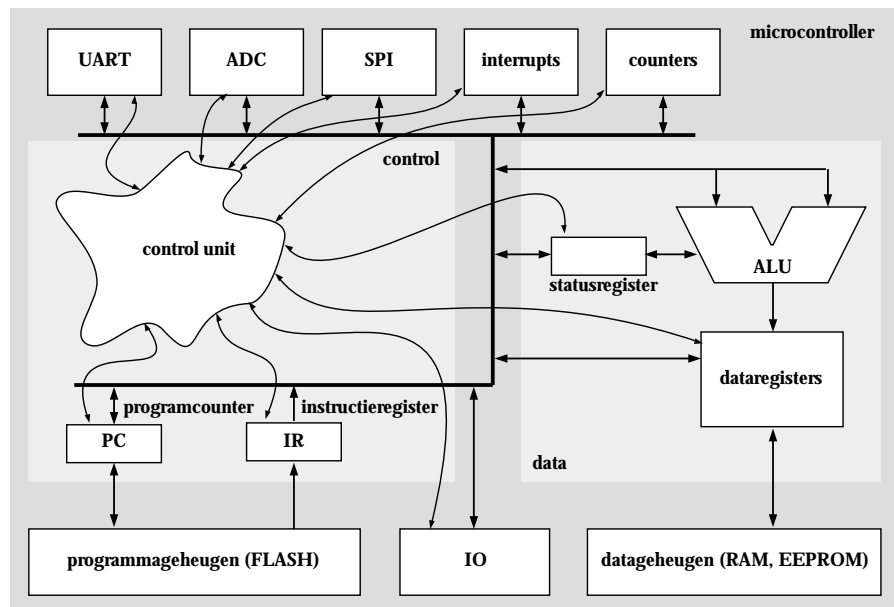 microcontroller
UART
ADC
SPI
interrupts
counters
control
control unit
ALU
statusregister
dataregisters
programcounter
instructieregister
PC
IR
data
programmageheugen (FLASH)
IO
datageheugen (RAM, EEPROM)